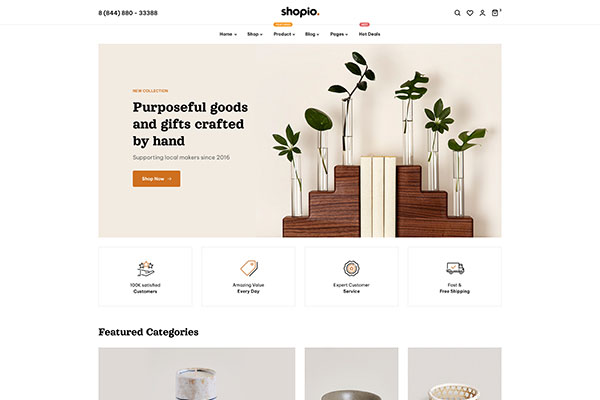 8 (844) 880 - 33388
shopio.
Home
Shop
Product
Blog
Pages
Hot Deals
NEW COLLECTION
Purposeful goods
and gifts crafted
by hand
Supporting local makers since 2016
Shop Now →
100K satisfied
Customers
Amazing Value
Every Day
Expert Customer
Service
Fast &
Free Shipping
Featured Categories